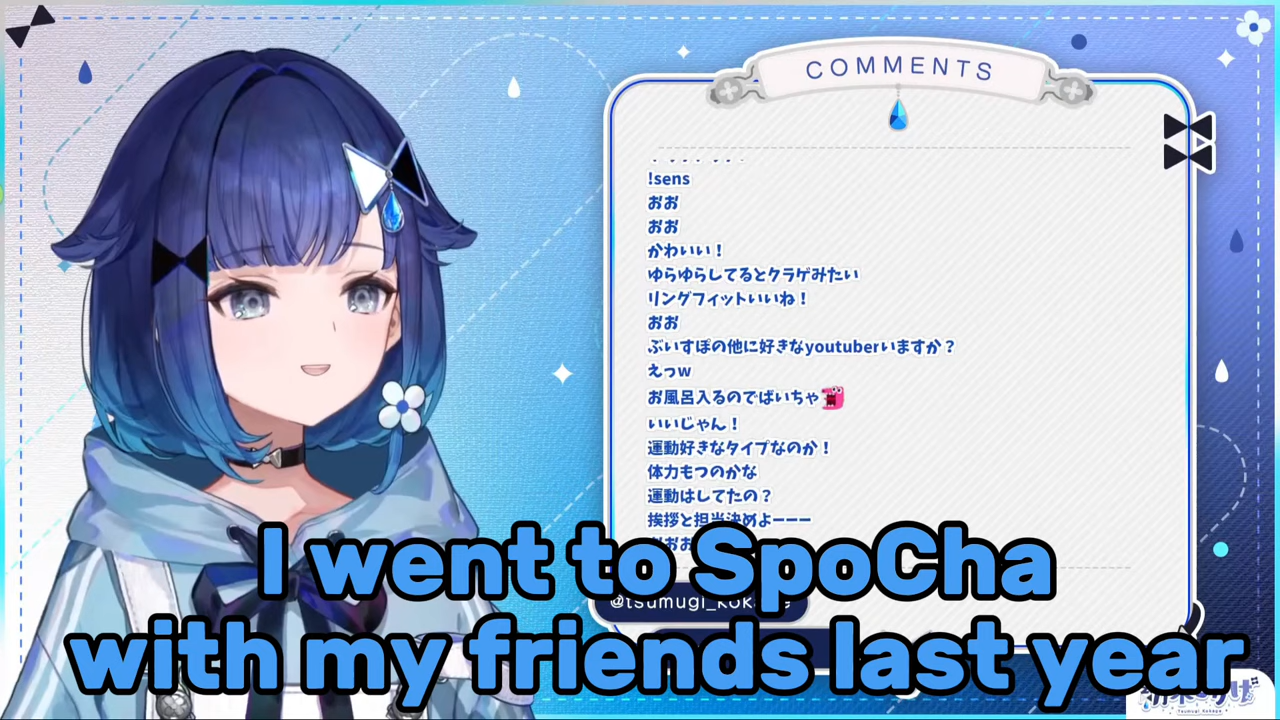 COMMENTS
!sens
おお
おお
かわいい！
ゆらゆらしてるとクラゲみたい
リングフィットいいね！
おお
ぶいすぽの他に好きなyoutuberいますか？
えっw
お風呂入るのでばいちゃ
いいじゃん！
運動好きなタイプなのか！
体力もつのかな
運動はしてたの？
挨拶と担当決めよーーー
I went to SpoCha
with my friends last year
Tsumugi Kokage